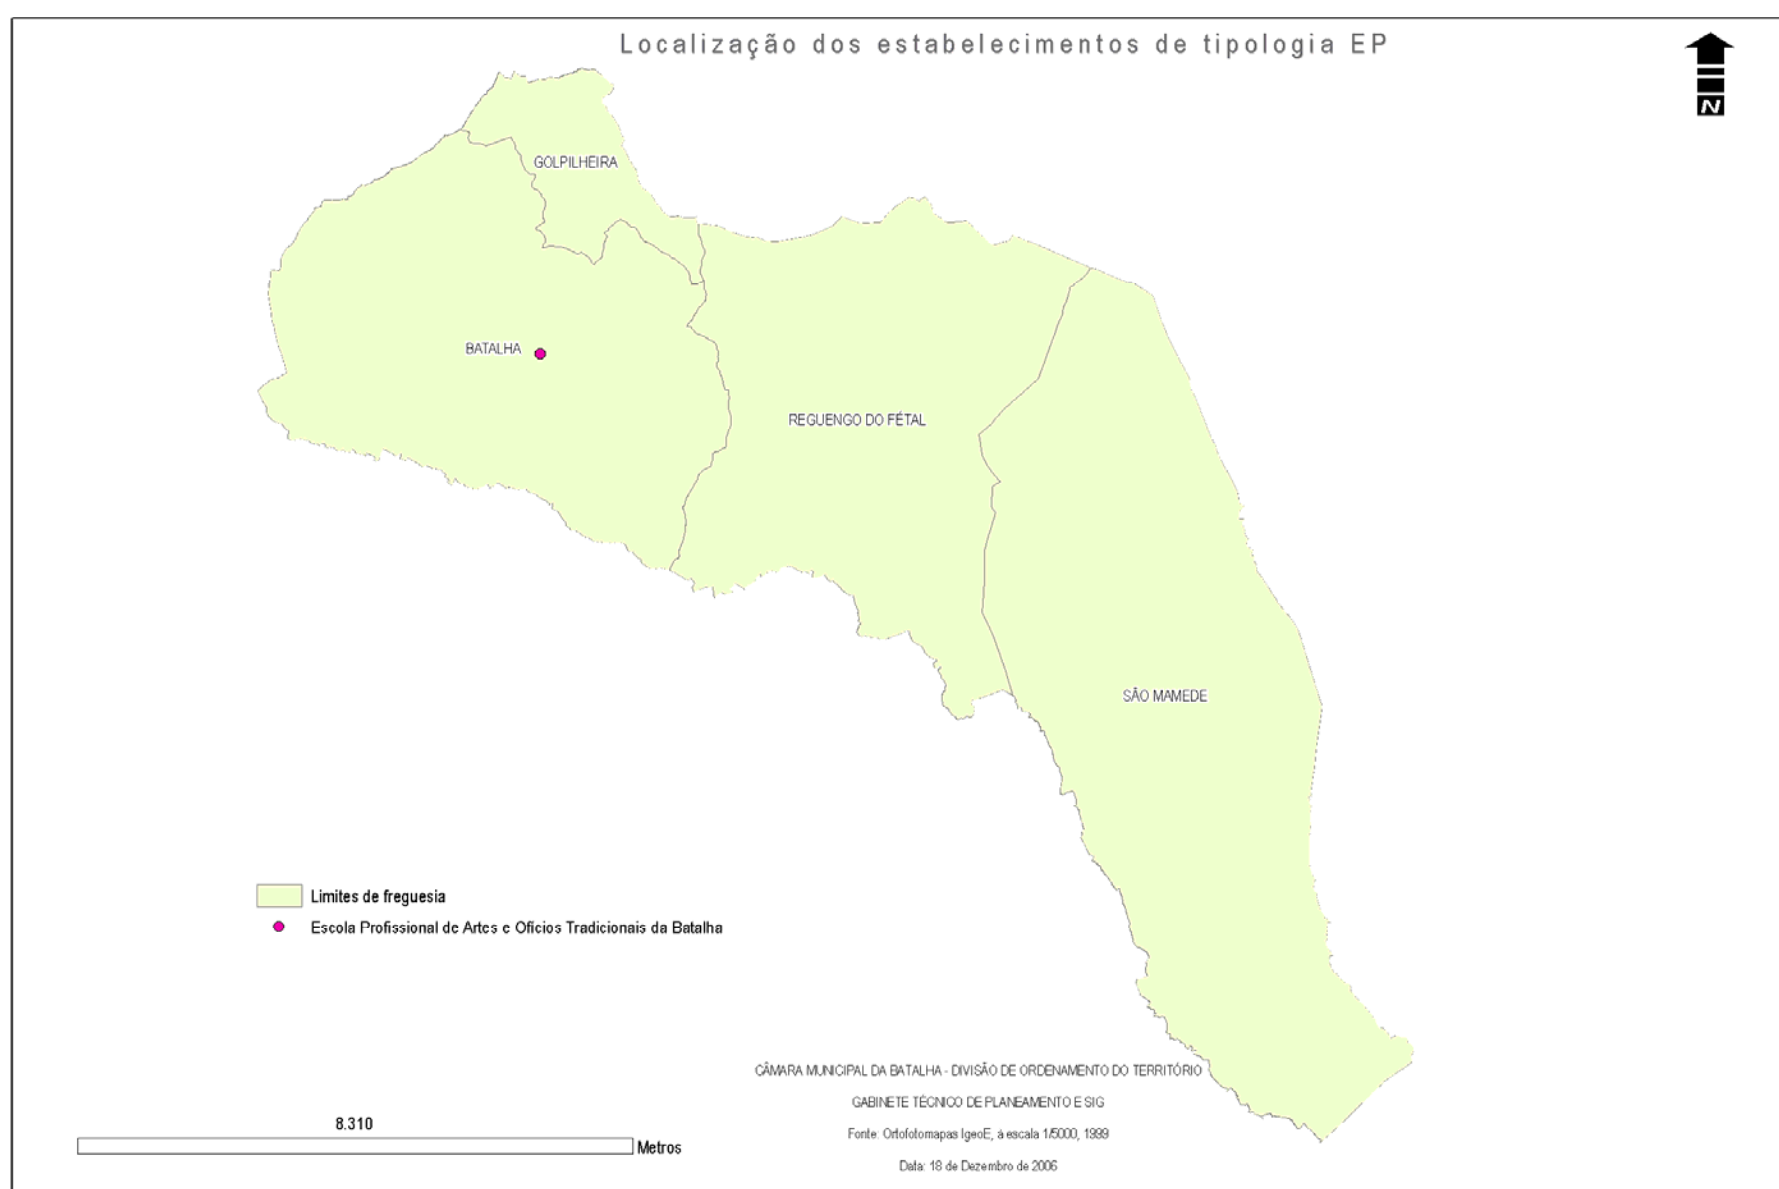 Localização dos estabelecimentos de tipologia EP
N
GOLPILHEIRA
BATALHA
REGUENGO DO FÉTAL
SÃO MAMEDE
Limites de freguesia
Escola Profissional de Artes e Ofícios Tradicionais da Batalha
CÂMARA MUNICIPAL DA BATALHA - DIVISÃO DE ORDENAMENTO DO TERRITÓRIO
GABINETE TÉCNICO DE PLANEAMENTO E SIG
Fonte: Ortofotomapas IgeoE, à escala 1/5000, 1999
Data: 18 de Dezembro de 2006
8.310
Metros